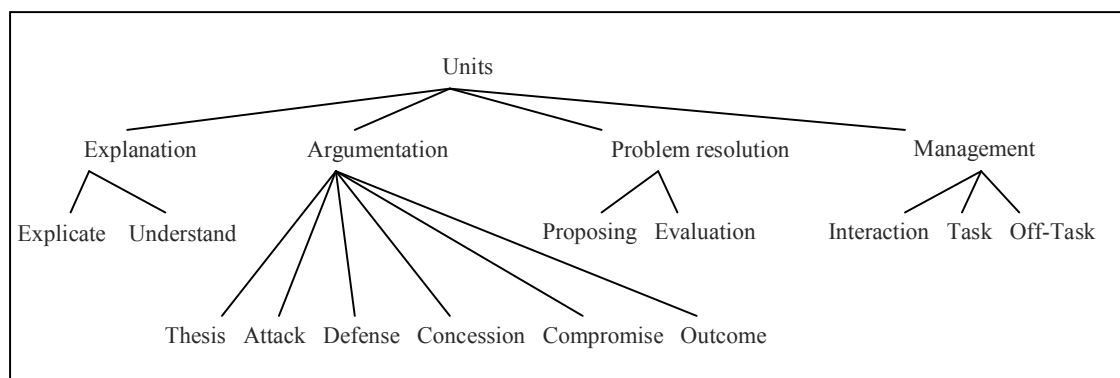 Units
Explanation Argumentation Problem resolution Management
Explicate Understand Proposing Evaluation Interaction Task Off-Task
Thesis Attack Defense Concession Compromise Outcome